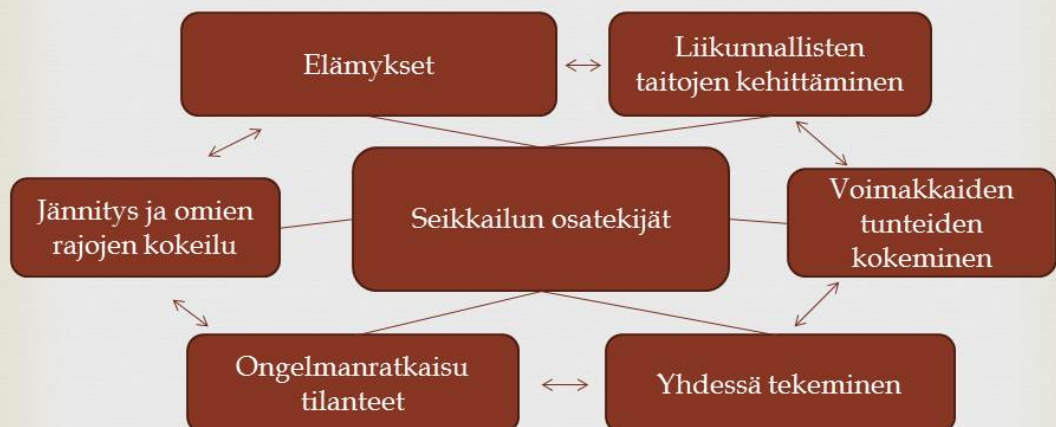 Elämykset
Liikunnallisten
taitojen kehittäminen
Jännitys ja omien
rajojen kokeilu
Seikkailun osatekijät
Voimakkaiden
tunteiden
kokeminen
Ongelmanratkaisu
tilanteet
Yhdessä tekeminen